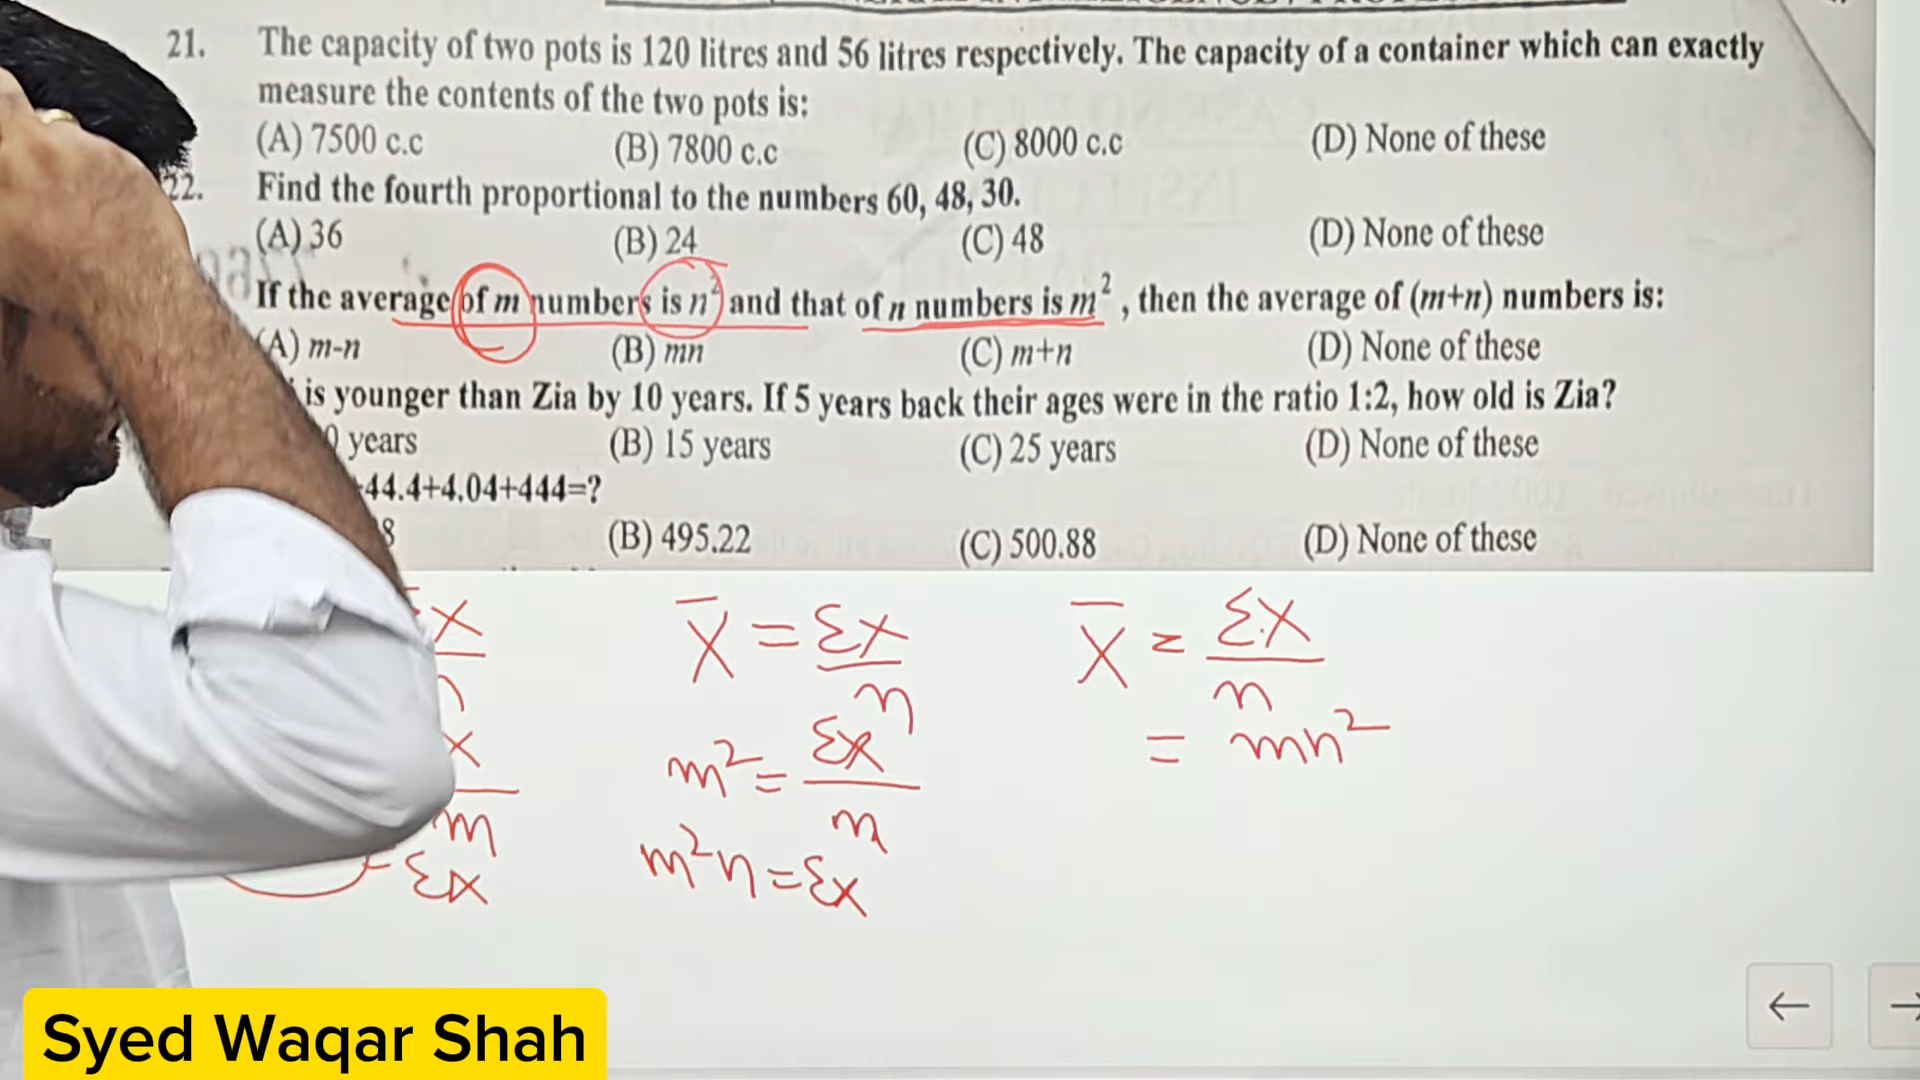 21. The capacity of two pots is 120 litres and 56 litres respectively. The capacity of a container which can exactly
measure the contents of the two pots is:
(A) 7500 c.c (B) 7800 c.c (C) 8000 c.c (D) None of these
22. Find the fourth proportional to the numbers 60, 48, 30.
(A) 36 (B) 24 (C) 48 (D) None of these
If the average of m numbers is n² and that of n numbers is m², then the average of (m+n) numbers is:
(A) m-n (B) mn (C) m+n (D) None of these
is younger than Zia by 10 years. If 5 years back their ages were in the ratio 1:2, how old is Zia?
years (B) 15 years (C) 25 years (D) None of these
+44.4+4.04+444=?
8 (B) 495.22 (C) 500.88 (D) None of these
x
n
x
m
Σx
X̄ = Σx
n
m² = Σx
n
m²n = Σx
X̄ = Σx
n
= mn²
← →
Syed Waqar Shah